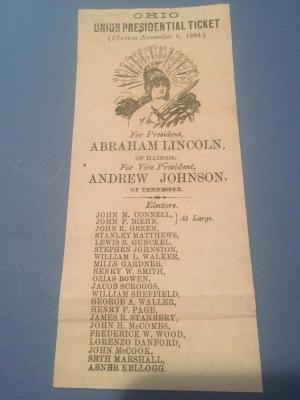 OHIO
UNION PRESIDENTIAL TICKET
(Election November 8, 1864.)
For President,
ABRAHAM LINCOLN,
OF ILLINOIS.
For Vice President,
ANDREW JOHNSON,
OF TENNESSEE.
Electors.
JOHN M. CONNELL,
JOHN P. BIEHN, } At Large.
JOHN K. GREEN,
STANLEY MATTHEWS,
LEWIS B. GUNCKEL,
STEPHEN JOHNSTON,
WILLIAM L. WALKER,
MILLS GARDNER,
HENRY W. SMITH,
OZIAS BOWEN,
JACOB SCROGGS,
WILLIAM SHEFFIELD,
GEORGE A. WALLER,
HENRY F. PAGE,
JAMES R. STANBERY,
JOHN H. McCOMBS,
FREDERICK W. WOOD,
LORENZO DANFORD,
JOHN McCOOK,
SETH MARSHALL,
ABNER KELLOGG.